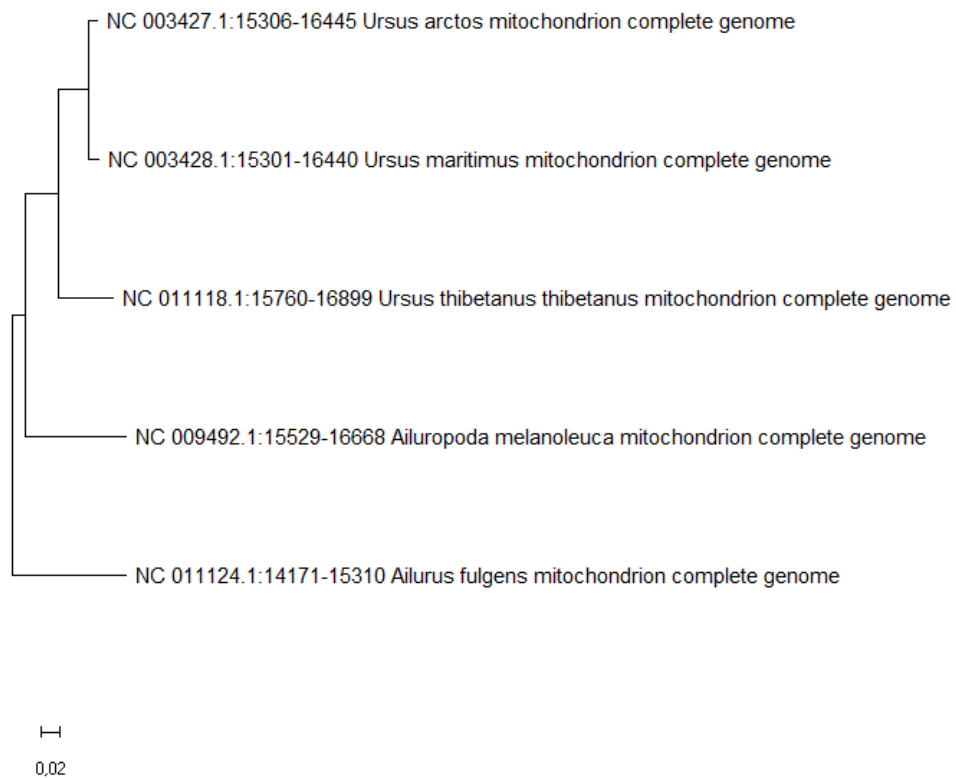 NC 003427.1:15306-16445 Ursus arctos mitochondrion complete genome
NC 003428.1:15301-16440 Ursus maritimus mitochondrion complete genome
NC 011118.1:15760-16899 Ursus thibetanus thibetanus mitochondrion complete genome
NC 009492.1:15529-16668 Ailuropoda melanoleuca mitochondrion complete genome
NC 011124.1:14171-15310 Ailurus fulgens mitochondrion complete genome
0,02